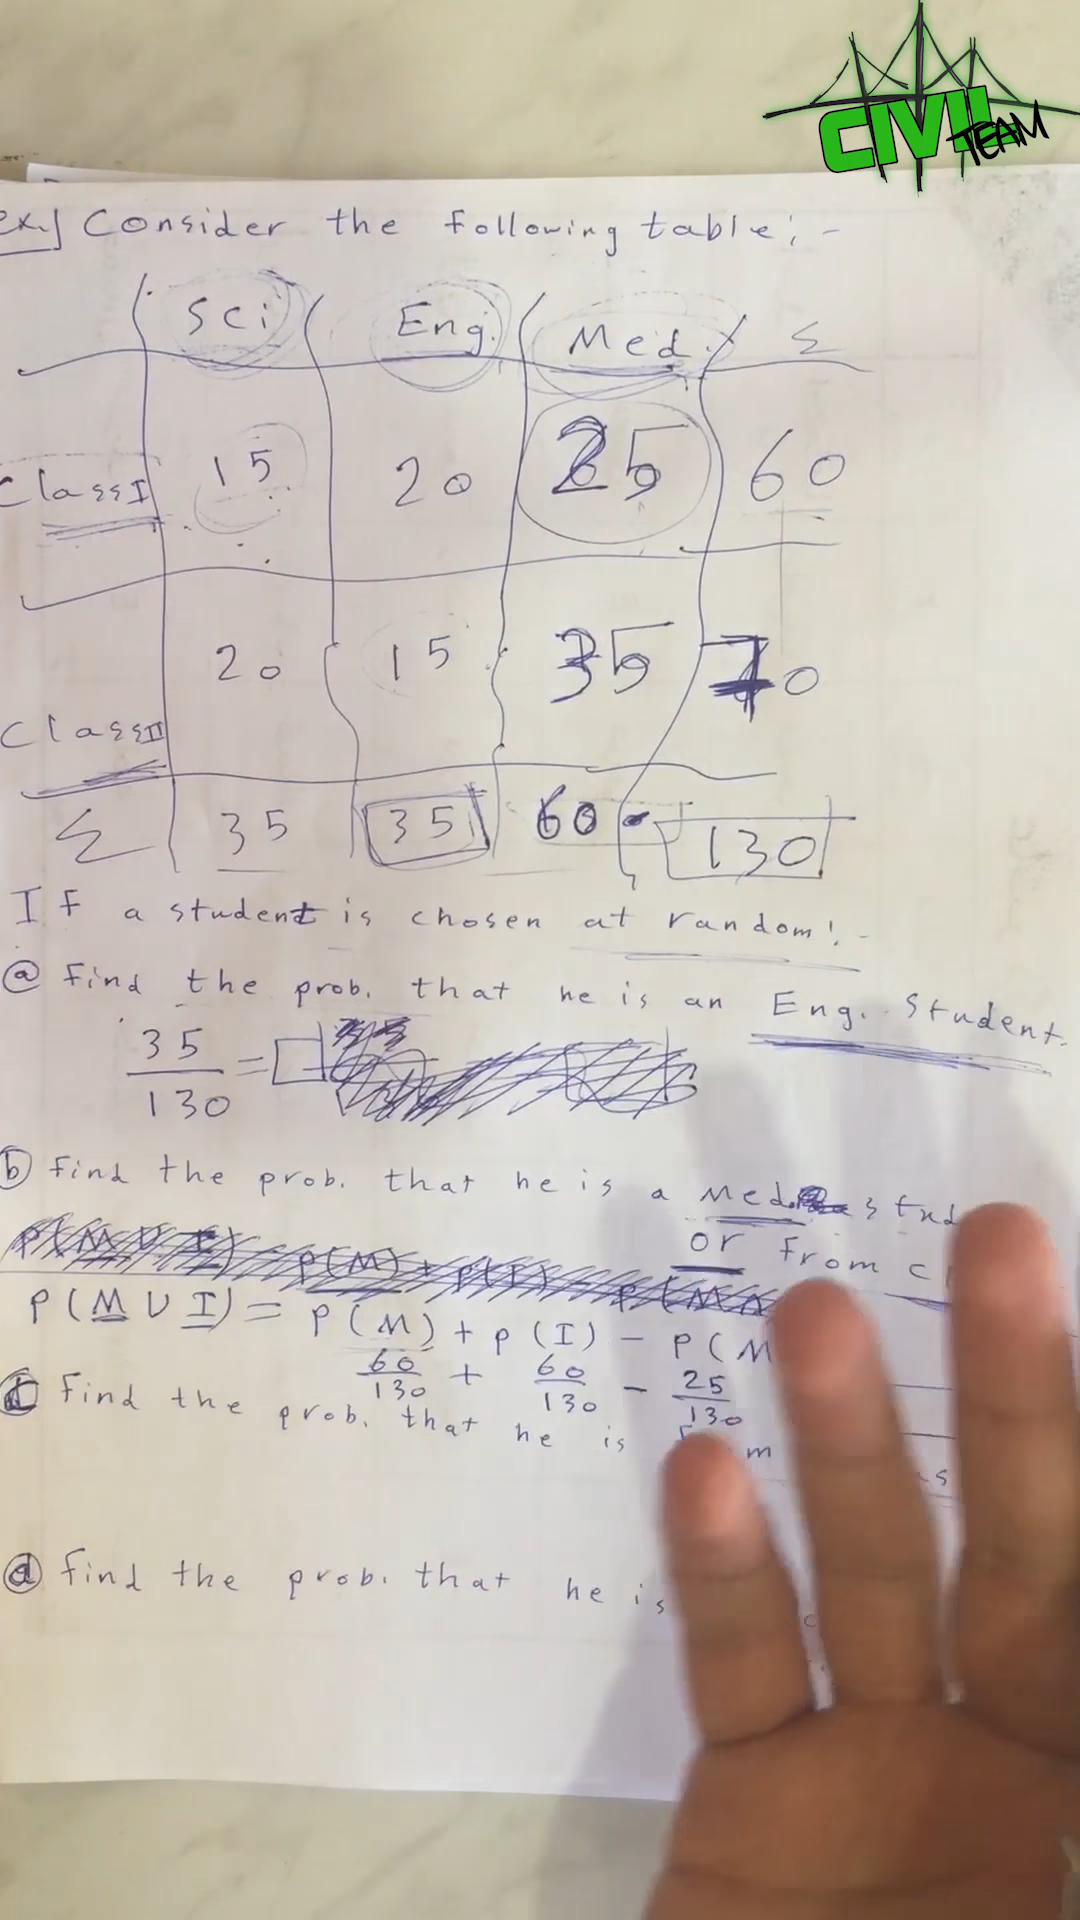 CIVIL TEAM
ex.] Consider the following table:-
Sci Eng. Med. Σ
Class I 15 20 25 60
Class II 20 15 35 70
Σ 35 35 60 130
If a student is chosen at random:-
ⓐ Find the prob. that he is an Eng. Student.
35/130 = □
ⓑ Find the prob. that he is a Med. stud
or From cl
P(M U I) = P(M) + P(I) - P(M
60/130 + 60/130 - 25/130
Find the prob. that he is
ⓓ Find the prob. that he is